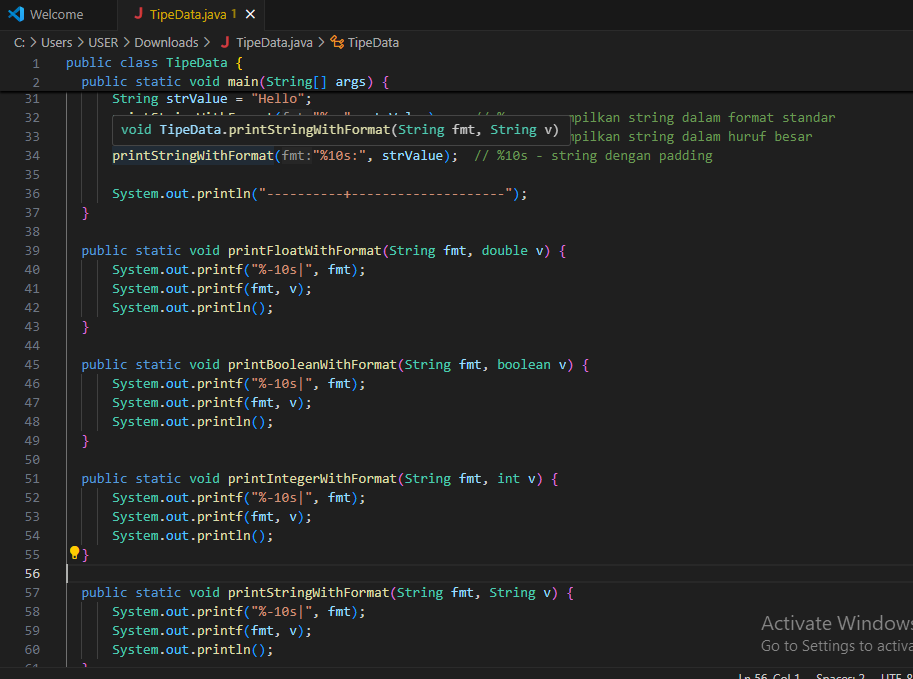 Welcome
J TipeData.java 1 ×
C: > Users > USER > Downloads > J TipeData.java > TipeData
1 public class TipeData {
2 public static void main(String[] args) {
31 String strValue = "Hello";
32 mpilkan string dalam format standar
void TipeData.printStringWithFormat(String fmt, String v)
33 mpilkan string dalam huruf besar
34 printStringWithFormat(fmt:"%10s:", strValue); // %10s - string dengan padding
35
36 System.out.println("----------+--------------------");
37 }
38
39 public static void printFloatWithFormat(String fmt, double v) {
40 System.out.printf("%-10s|", fmt);
41 System.out.printf(fmt, v);
42 System.out.println();
43 }
44
45 public static void printBooleanWithFormat(String fmt, boolean v) {
46 System.out.printf("%-10s|", fmt);
47 System.out.printf(fmt, v);
48 System.out.println();
49 }
50
51 public static void printIntegerWithFormat(String fmt, int v) {
52 System.out.printf("%-10s|", fmt);
53 System.out.printf(fmt, v);
54 System.out.println();
55 }
56
57 public static void printStringWithFormat(String fmt, String v) {
58 System.out.printf("%-10s|", fmt);
59 System.out.printf(fmt, v);
60 System.out.println();
61 }
Activate Windows
Go to Settings to activa
Ln 56, Col 1 Spaces: 2 UTF-8